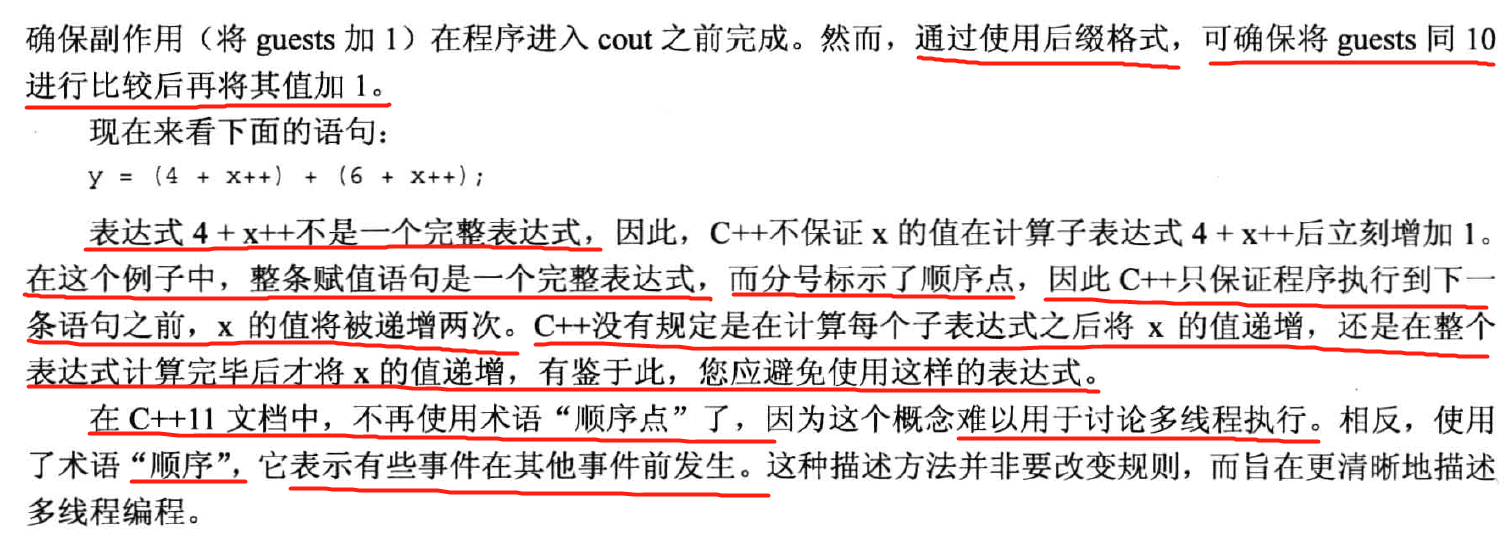 确保副作用（将 guests 加 1）在程序进入 cout 之前完成。然而，通过使用后缀格式，可确保将 guests 同 10
进行比较后再将其值加 1。
现在来看下面的语句：
y = (4 + x++) + (6 + x++);
表达式 4 + x++不是一个完整表达式，因此，C++不保证 x 的值在计算子表达式 4 + x++后立刻增加 1。
在这个例子中，整条赋值语句是一个完整表达式，而分号标示了顺序点，因此 C++只保证程序执行到下一
条语句之前，x 的值将被递增两次。C++没有规定是在计算每个子表达式之后将 x 的值递增，还是在整个
表达式计算完毕后才将 x 的值递增，有鉴于此，您应避免使用这样的表达式。
在 C++11 文档中，不再使用术语“顺序点”了，因为这个概念难以用于讨论多线程执行。相反，使用
了术语“顺序”，它表示有些事件在其他事件前发生。这种描述方法并非要改变规则，而旨在更清晰地描述
多线程编程。